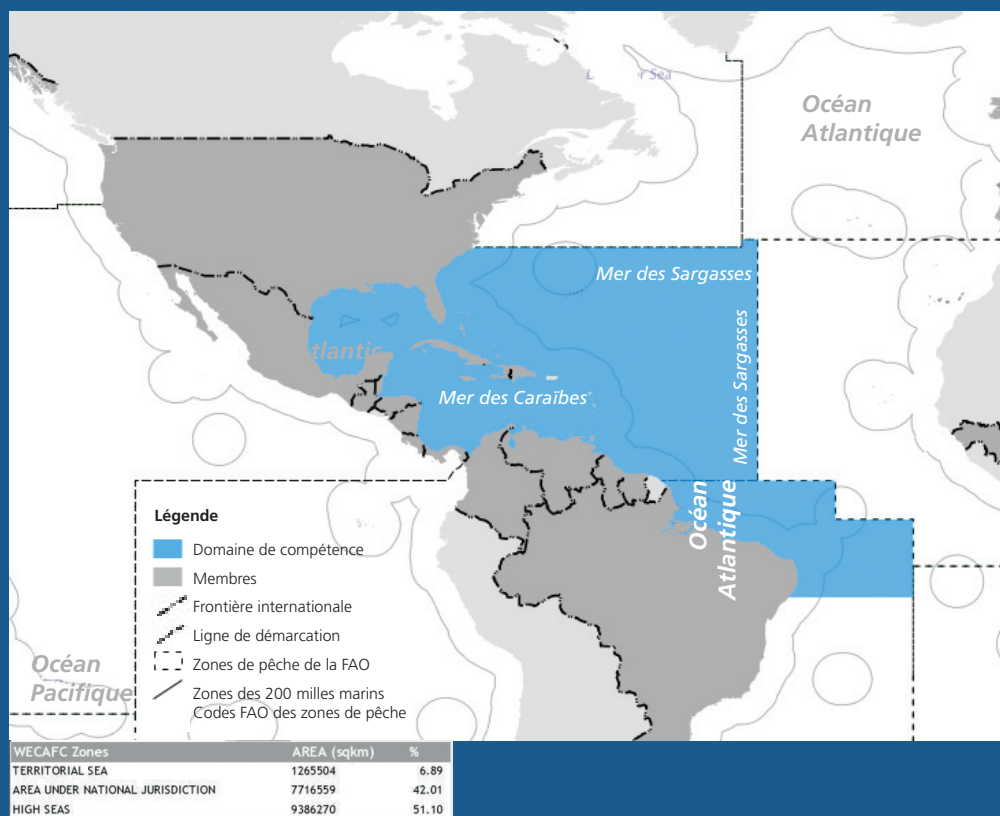 Océan
Atlantique
Mer des Sargasses
Mer des Sargasses
Mer des Caraïbes
Océan
Atlantique
Légende
Domaine de compétence
Membres
Frontière internationale
Ligne de démarcation
Zones de pêche de la FAO
Zones des 200 milles marins
Codes FAO des zones de pêche
Océan
Pacifique
WECAFC Zones AREA (sqkm) %
TERRITORIAL SEA 1265504 6.89
AREA UNDER NATIONAL JURISDICTION 7716559 42.01
HIGH SEAS 9386270 51.10